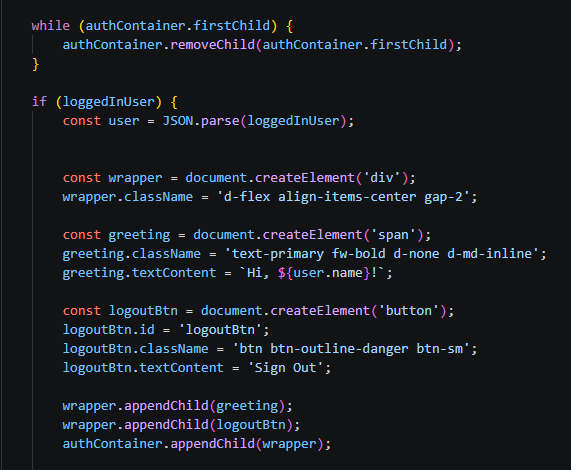 while (authContainer.firstChild) {
    authContainer.removeChild(authContainer.firstChild);
}
if (loggedInUser) {
    const user = JSON.parse(loggedInUser);
    const wrapper = document.createElement('div');
    wrapper.className = 'd-flex align-items-center gap-2';
    const greeting = document.createElement('span');
    greeting.className = 'text-primary fw-bold d-none d-md-inline';
    greeting.textContent = `Hi, ${user.name}!`;
    const logoutBtn = document.createElement('button');
    logoutBtn.id = 'logoutBtn';
    logoutBtn.className = 'btn btn-outline-danger btn-sm';
    logoutBtn.textContent = 'Sign Out';
    wrapper.appendChild(greeting);
    wrapper.appendChild(logoutBtn);
    authContainer.appendChild(wrapper);